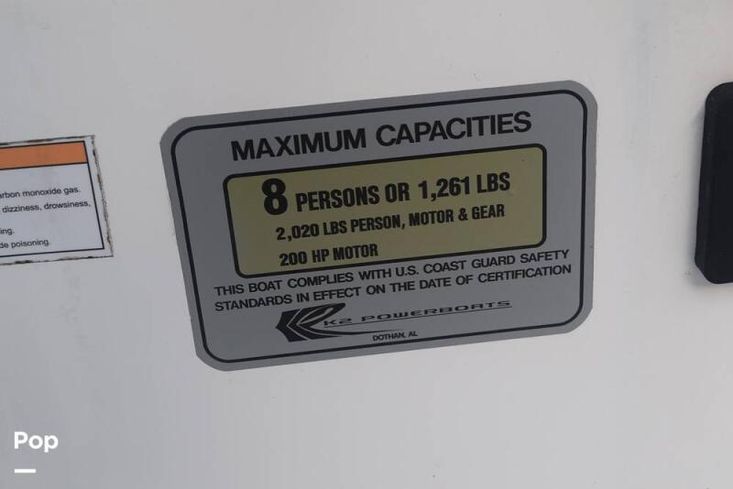 MAXIMUM CAPACITIES
8 PERSONS OR 1,261 LBS
2,020 LBS PERSON, MOTOR & GEAR
200 HP MOTOR
THIS BOAT COMPLIES WITH U.S. COAST GUARD SAFETY
STANDARDS IN EFFECT ON THE DATE OF CERTIFICATION
K2 POWERBOATS
DOTHAN, AL
arbon monoxide gas.
dizziness, drowsiness,
ing.
de poisoning.
Pop